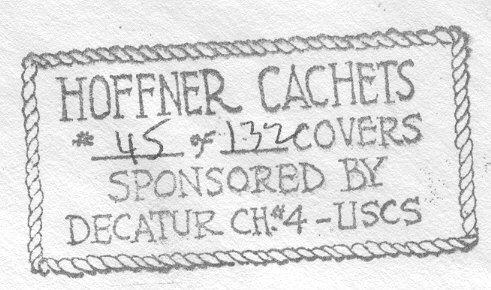 HOFFNER CACHETS
# 45 of 132 COVERS
SPONSORED BY
DECATUR CH.#4-USCS